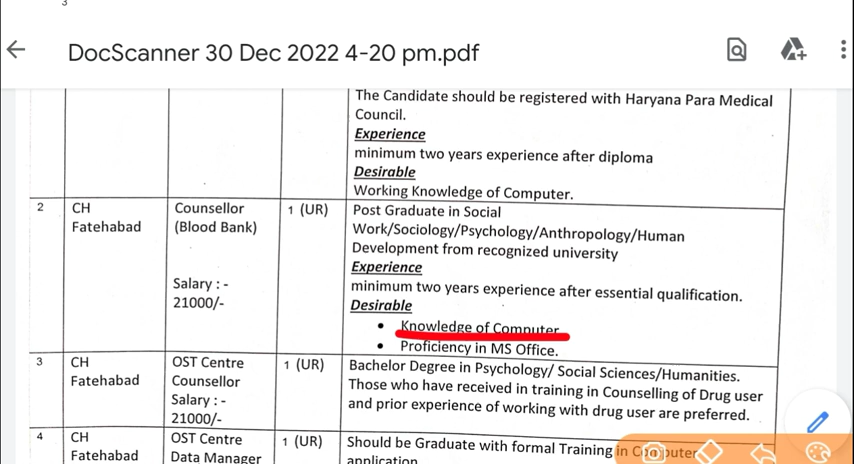 3
DocScanner 30 Dec 2022 4-20 pm.pdf
The Candidate should be registered with Haryana Para Medical
Council.
Experience
minimum two years experience after diploma
Desirable
Working Knowledge of Computer.
2
CH
Fatehabad
Counsellor
(Blood Bank)
Salary : -
21000/-
1 (UR)
Post Graduate in Social
Work/Sociology/Psychology/Anthropology/Human
Development from recognized university
Experience
minimum two years experience after essential qualification.
Desirable
• Knowledge of Computer
• Proficiency in MS Office.
3
CH
Fatehabad
OST Centre
Counsellor
Salary : -
21000/-
1 (UR)
Bachelor Degree in Psychology/ Social Sciences/Humanities.
Those who have received in training in Counselling of Drug user
and prior experience of working with drug user are preferred.
4
CH
Fatehabad
OST Centre
Data Manager
1 (UR)
Should be Graduate with formal Training in Computer
application